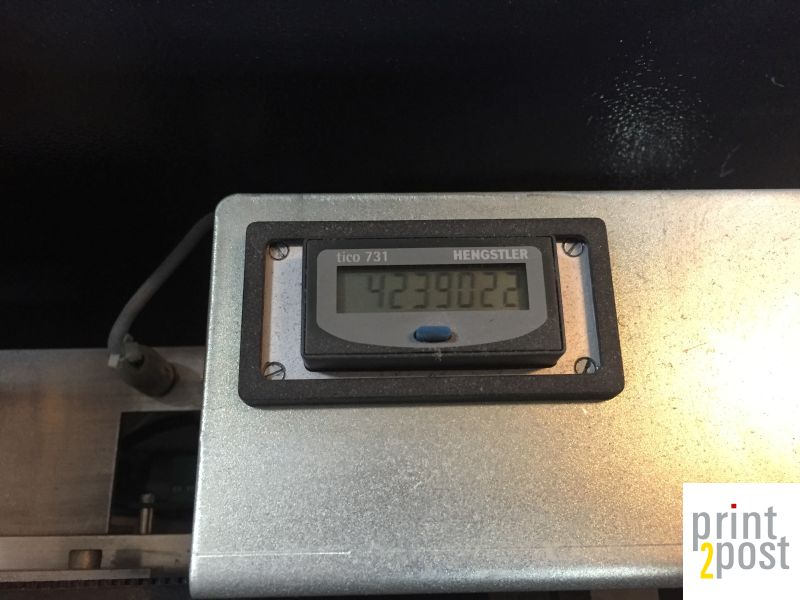 tico 731 HENGSTLER
4239022
print
2post